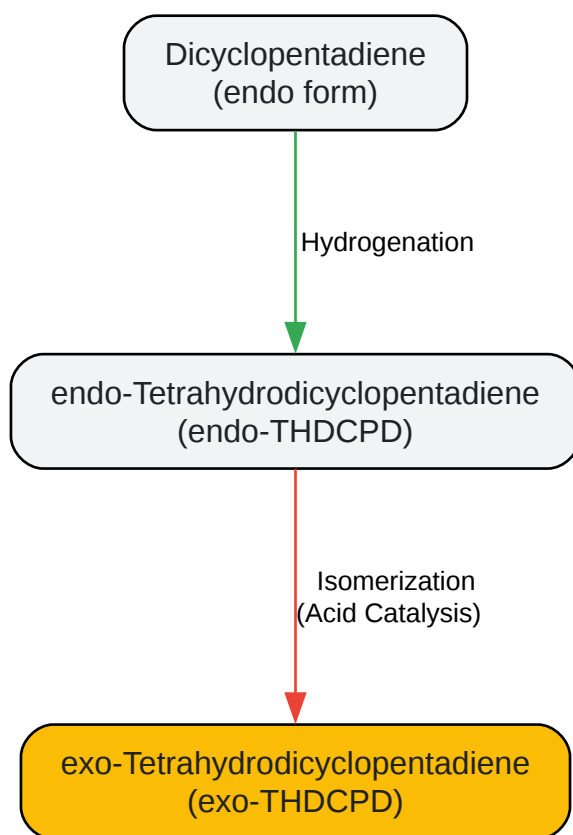 Dicyclopentadiene
(endo form)
Hydrogenation
endo-Tetrahydrodicyclopentadiene
(endo-THDCPD)
Isomerization
(Acid Catalysis)
exo-Tetrahydrodicyclopentadiene
(exo-THDCPD)